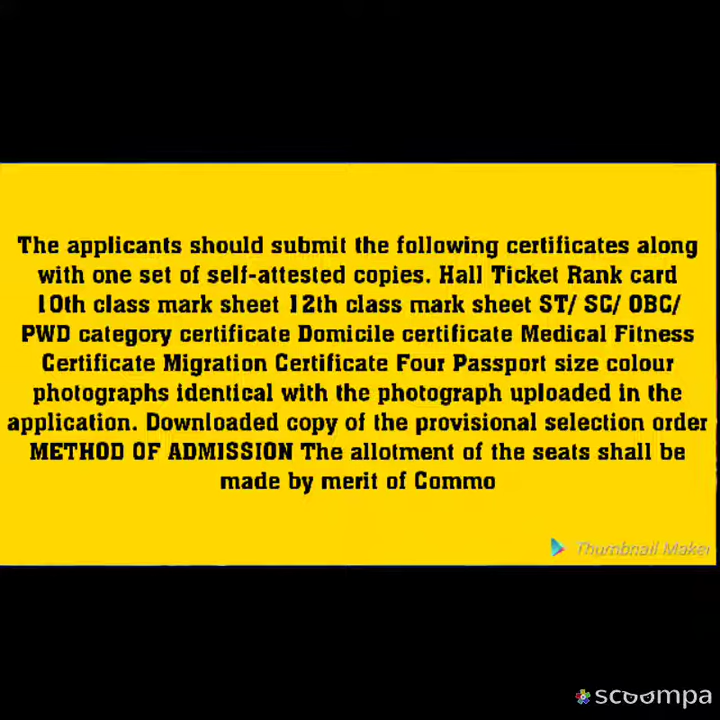 The applicants should submit the following certificates along
with one set of self-attested copies. Hall Ticket Rank card
10th class mark sheet 12th class mark sheet ST/ SC/ OBC/
PWD category certificate Domicile certificate Medical Fitness
Certificate Migration Certificate Four Passport size colour
photographs identical with the photograph uploaded in the
application. Downloaded copy of the provisional selection order
METHOD OF ADMISSION The allotment of the seats shall be
made by merit of Commo
Thumbnail Maker
scoompa